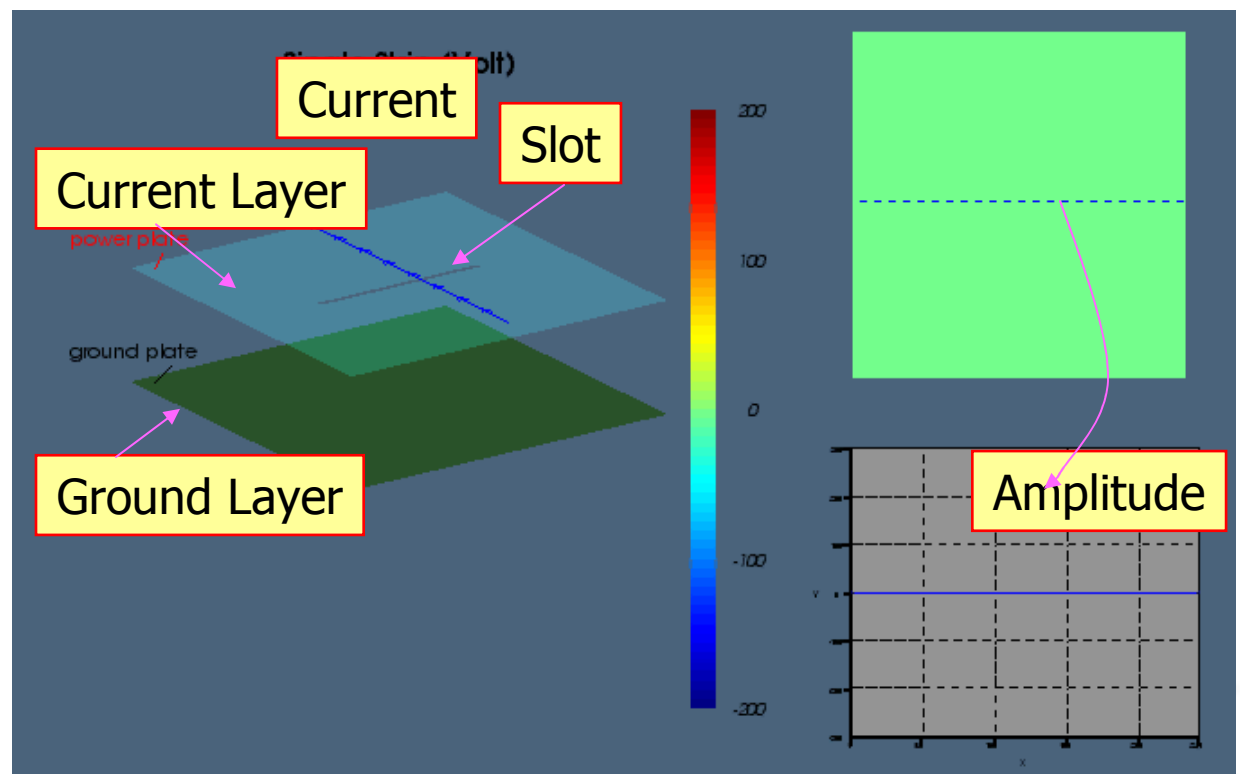 Current
Slot
Current Layer
power plate
ground plate
Ground Layer
200
100
0
-100
-200
Amplitude
Y
X